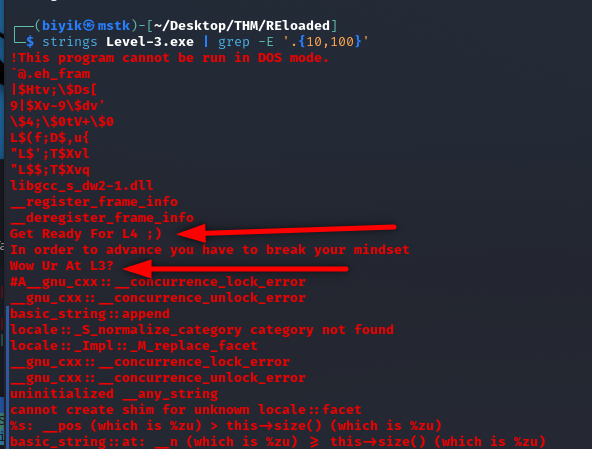 ┌──(biyik㉿mstk)-[~/Desktop/THM/REloaded]
└─$ strings Level-3.exe | grep -E '.{10,100}'
!This program cannot be run in DOS mode.
`@.eh_fram
|$Htv;\$Ds[
9|$Xv-9\$dv'
\$4;\$0tV+\$0
L$(f;D$,u{
"L$';T$Xvl
"L$$;T$Xvq
libgcc_s_dw2-1.dll
__register_frame_info
__deregister_frame_info
Get Ready For L4 ;)
In order to advance you have to break your mindset
Wow Ur At L3?
#A__gnu_cxx::__concurrence_lock_error
__gnu_cxx::__concurrence_unlock_error
basic_string::append
locale::_S_normalize_category category not found
locale::_Impl::_M_replace_facet
__gnu_cxx::__concurrence_lock_error
__gnu_cxx::__concurrence_unlock_error
uninitialized __any_string
cannot create shim for unknown locale::facet
%s: __pos (which is %zu) > this->size() (which is %zu)
basic_string::at: __n (which is %zu) >= this->size() (which is %zu)